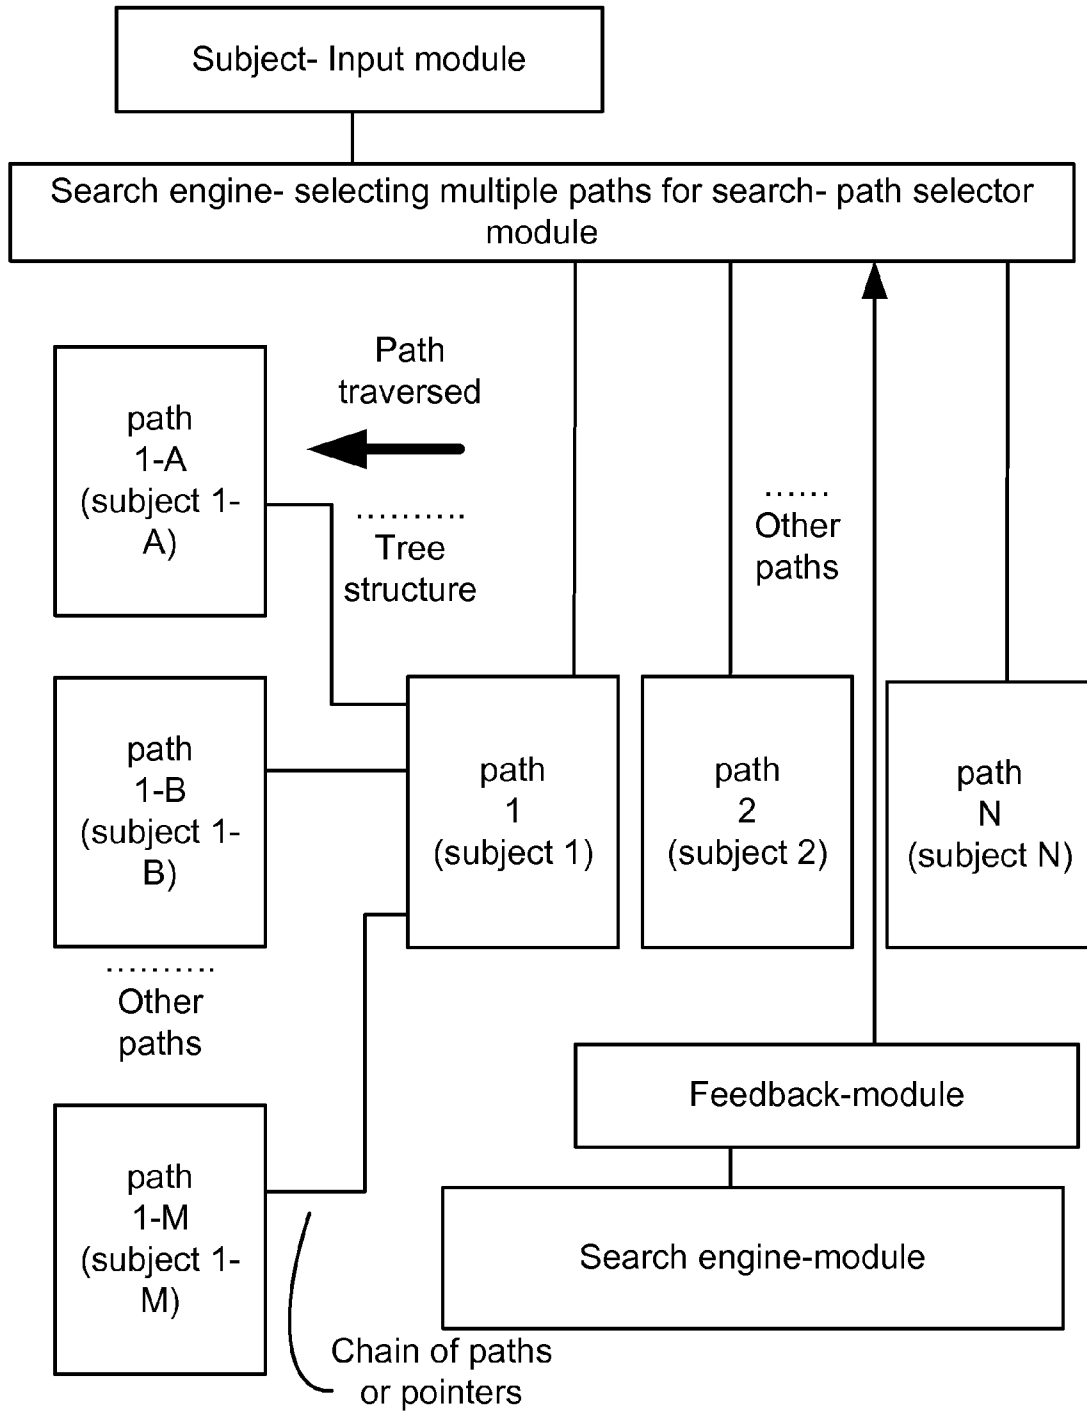 Subject- Input module
Search engine- selecting multiple paths for search- path selector
module
Path
traversed
path
1-A
(subject 1-
A)
..........
Tree
structure
......
Other
paths
path
1-B
(subject 1-
B)
path
1
(subject 1)
path
2
(subject 2)
path
N
(subject N)
..........
Other
paths
Feedback-module
path
1-M
(subject 1-
M)
Search engine-module
Chain of paths
or pointers